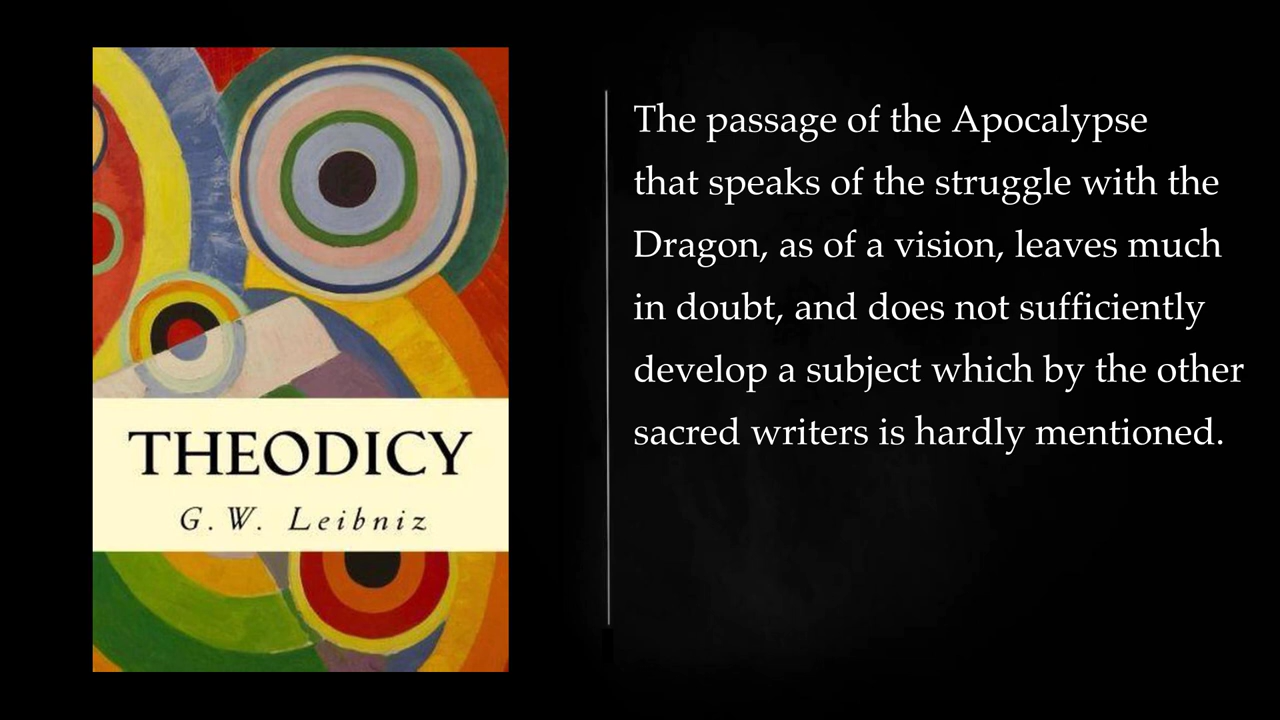 THEODICY
G. W. Leibniz
The passage of the Apocalypse
that speaks of the struggle with the
Dragon, as of a vision, leaves much
in doubt, and does not sufficiently
develop a subject which by the other
sacred writers is hardly mentioned.